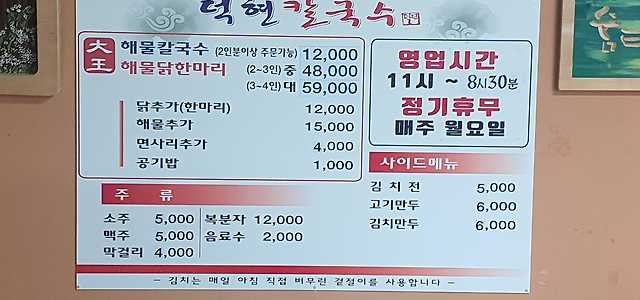 덕현칼국수
大王
해물칼국수 (2인분이상 주문가능) 12,000
해물닭한마리 (2~3인) 중 48,000
(3~4인) 대 59,000
닭추가(한마리) 12,000
해물추가 15,000
면사리추가 4,000
공기밥 1,000
영업시간
11시 ~ 8시30분
정기휴무
매주 월요일
주 류
소주 5,000 복분자 12,000
맥주 5,000 음료수 2,000
막걸리 4,000
사이드메뉴
김치전 5,000
고기만두 6,000
김치만두 6,000
- 김치는 매일 아침 직접 버무린 겉절이를 사용합니다 -